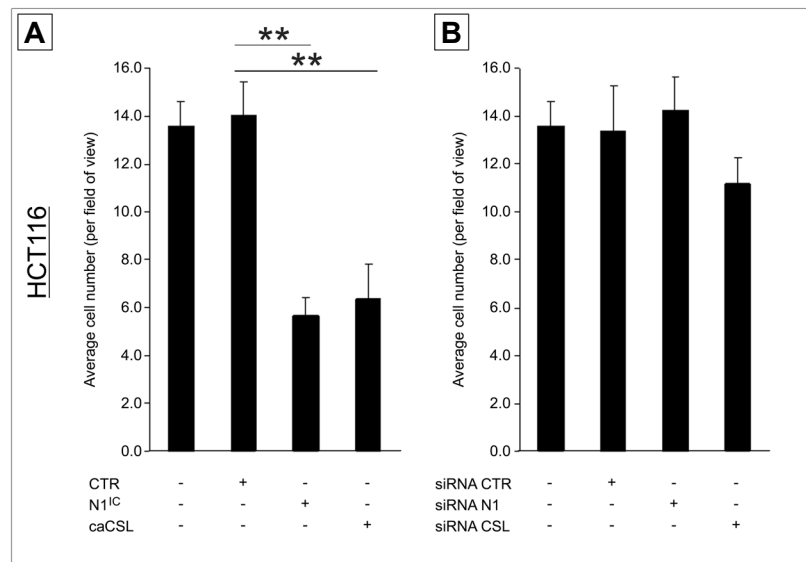 A
B
**
**
HCT116
Average cell number (per field of view)
16.0
14.0
12.0
10.0
8.0
6.0
4.0
2.0
0.0
CTR - + - -
N1IC - - + -
caCSL - - - +
Average cell number (per field of view)
16.0
14.0
12.0
10.0
8.0
6.0
4.0
2.0
0.0
siRNA CTR - + - -
siRNA N1 - - + -
siRNA CSL - - - +